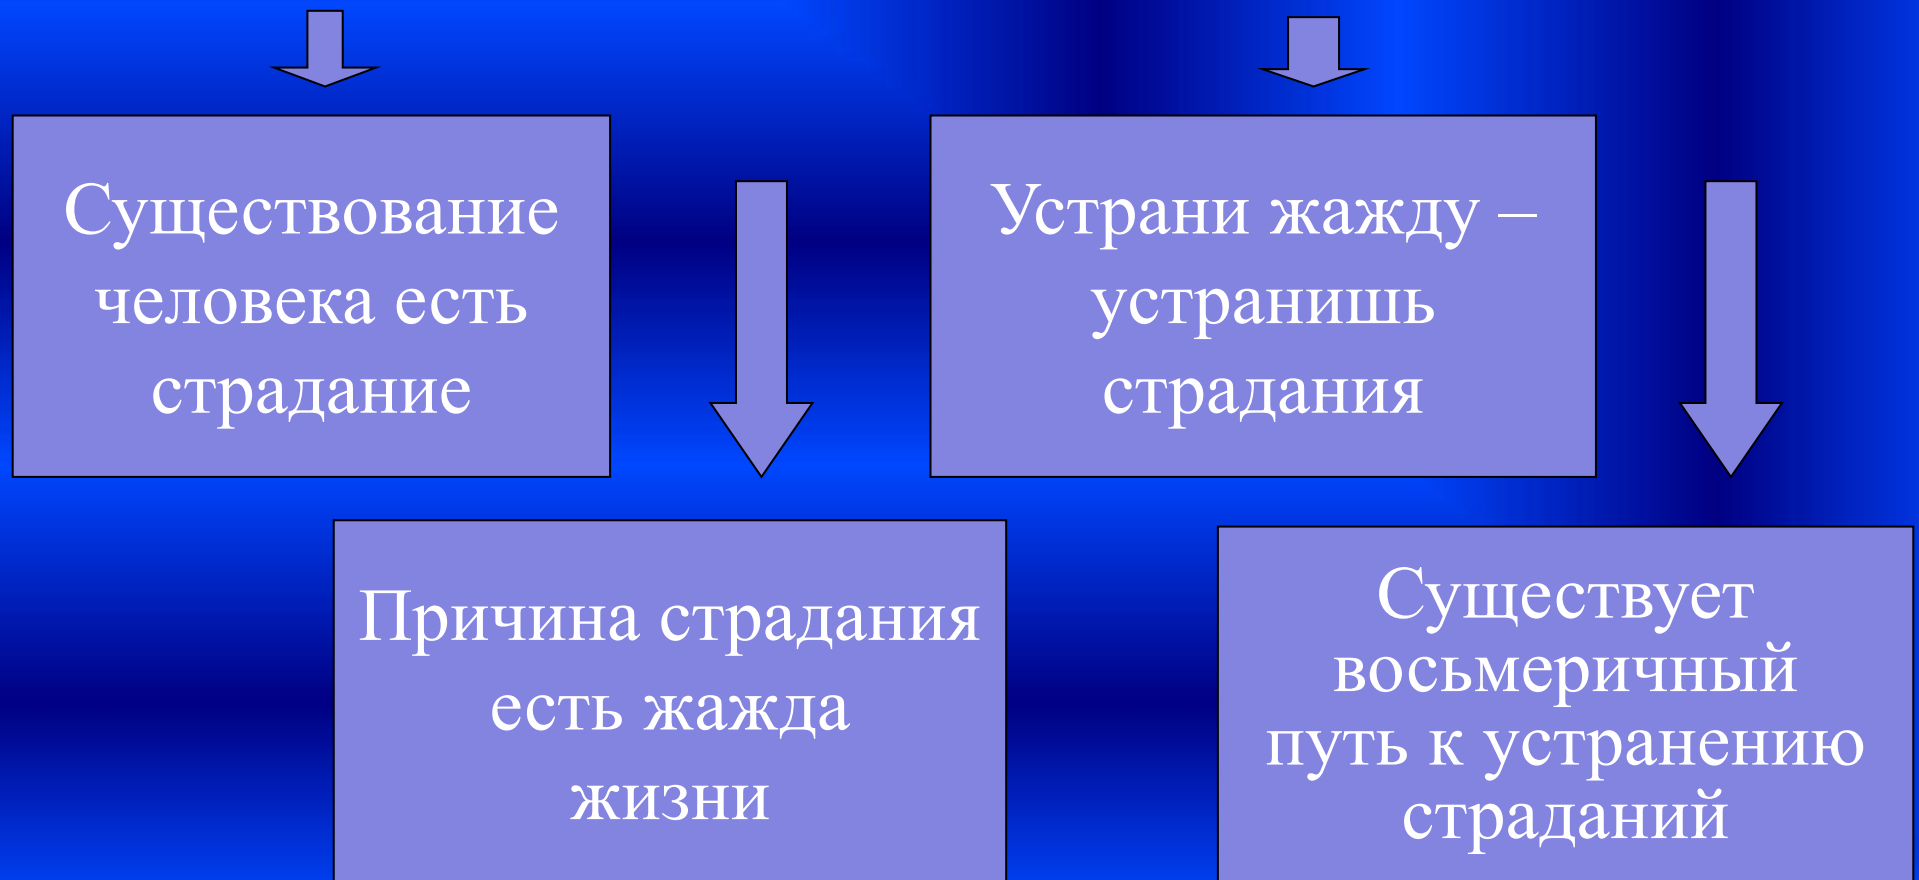 Существование
человека есть
страдание
Причина страдания
есть жажда
жизни
Устрани жажду –
устранишь
страдания
Существует
восьмеричный
путь к устранению
страданий